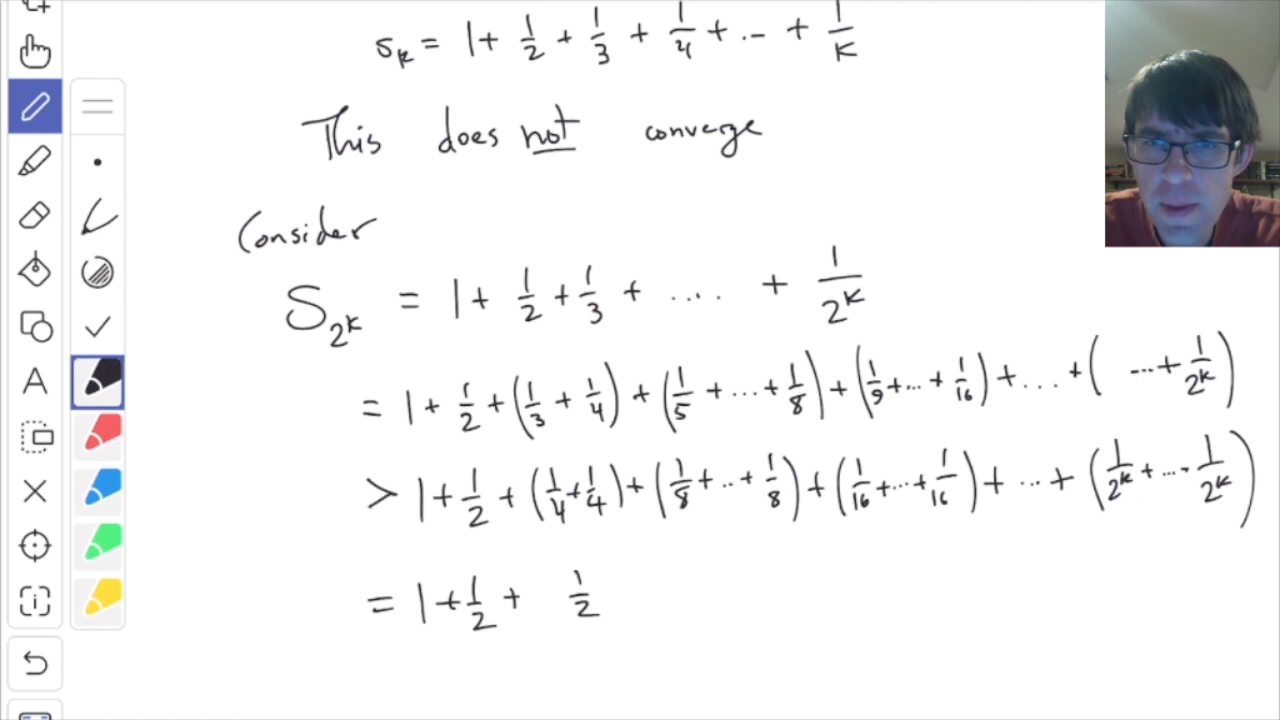 s_k = 1 + 1/2 + 1/3 + 1/4 + ... + 1/k
This does not converge
Consider
S_{2^k} = 1 + 1/2 + 1/3 + .... + 1/2^k
= 1 + 1/2 + (1/3 + 1/4) + (1/5 + ... + 1/8) + (1/9 + ... + 1/16) + ... + ( ... + 1/2^k)
> 1 + 1/2 + (1/4 + 1/4) + (1/8 + .. + 1/8) + (1/16 + ... + 1/16) + ... + (1/2^k + ... 1/2^k)
= 1 + 1/2 + 1/2